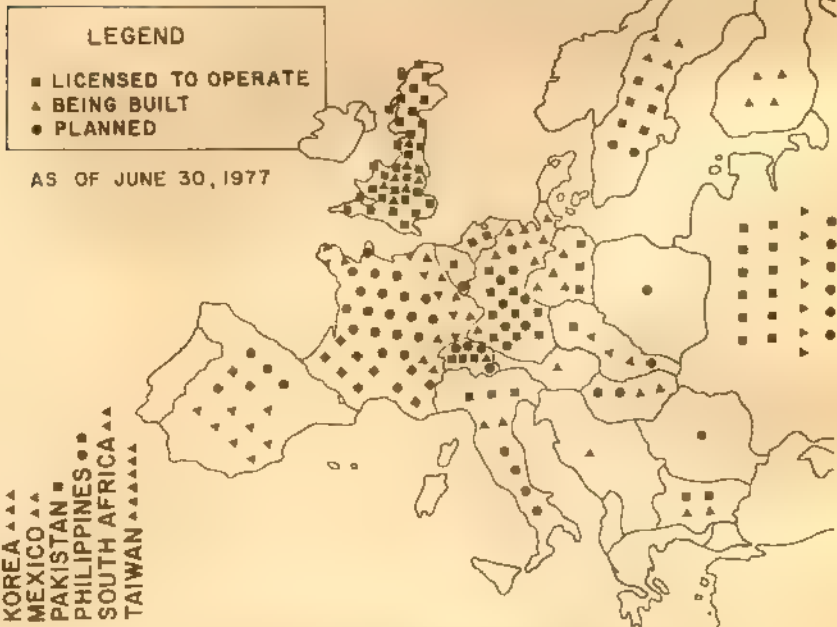 LEGEND
LICENSED TO OPERATE
BEING BUILT
PLANNED
AS OF JUNE 30, 1977
KOREA
MEXICO
PAKISTAN
PHILIPPINES
SOUTH AFRICA
TAIWAN